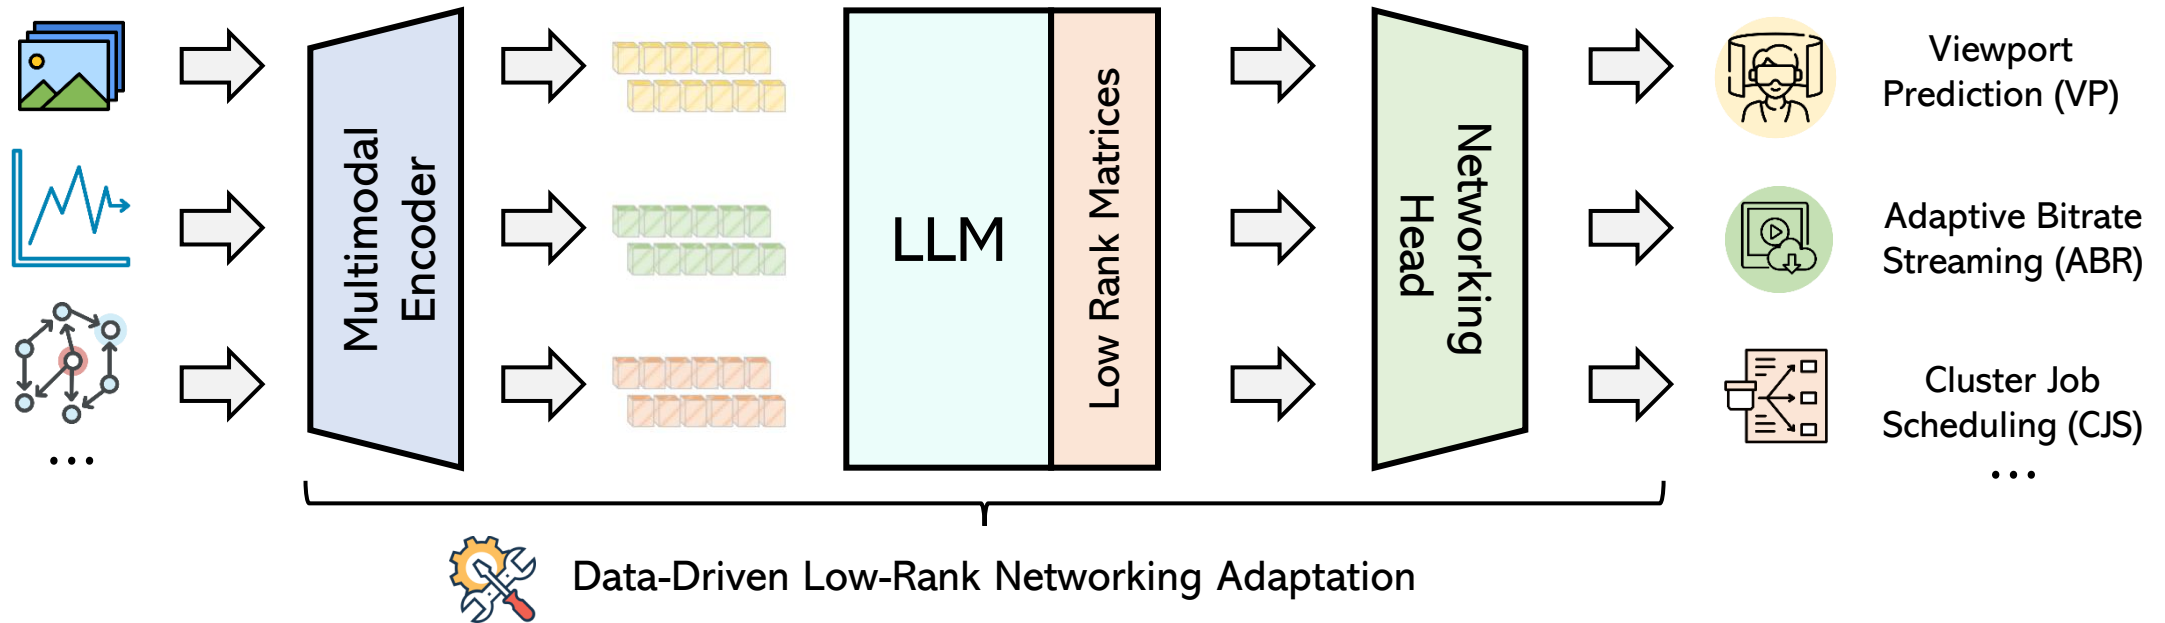 Multimodal
Encoder
LLM
Low Rank Matrices
Networking
Head
Viewport
Prediction (VP)
Adaptive Bitrate
Streaming (ABR)
Cluster Job
Scheduling (CJS)
...
...
Data-Driven Low-Rank Networking Adaptation